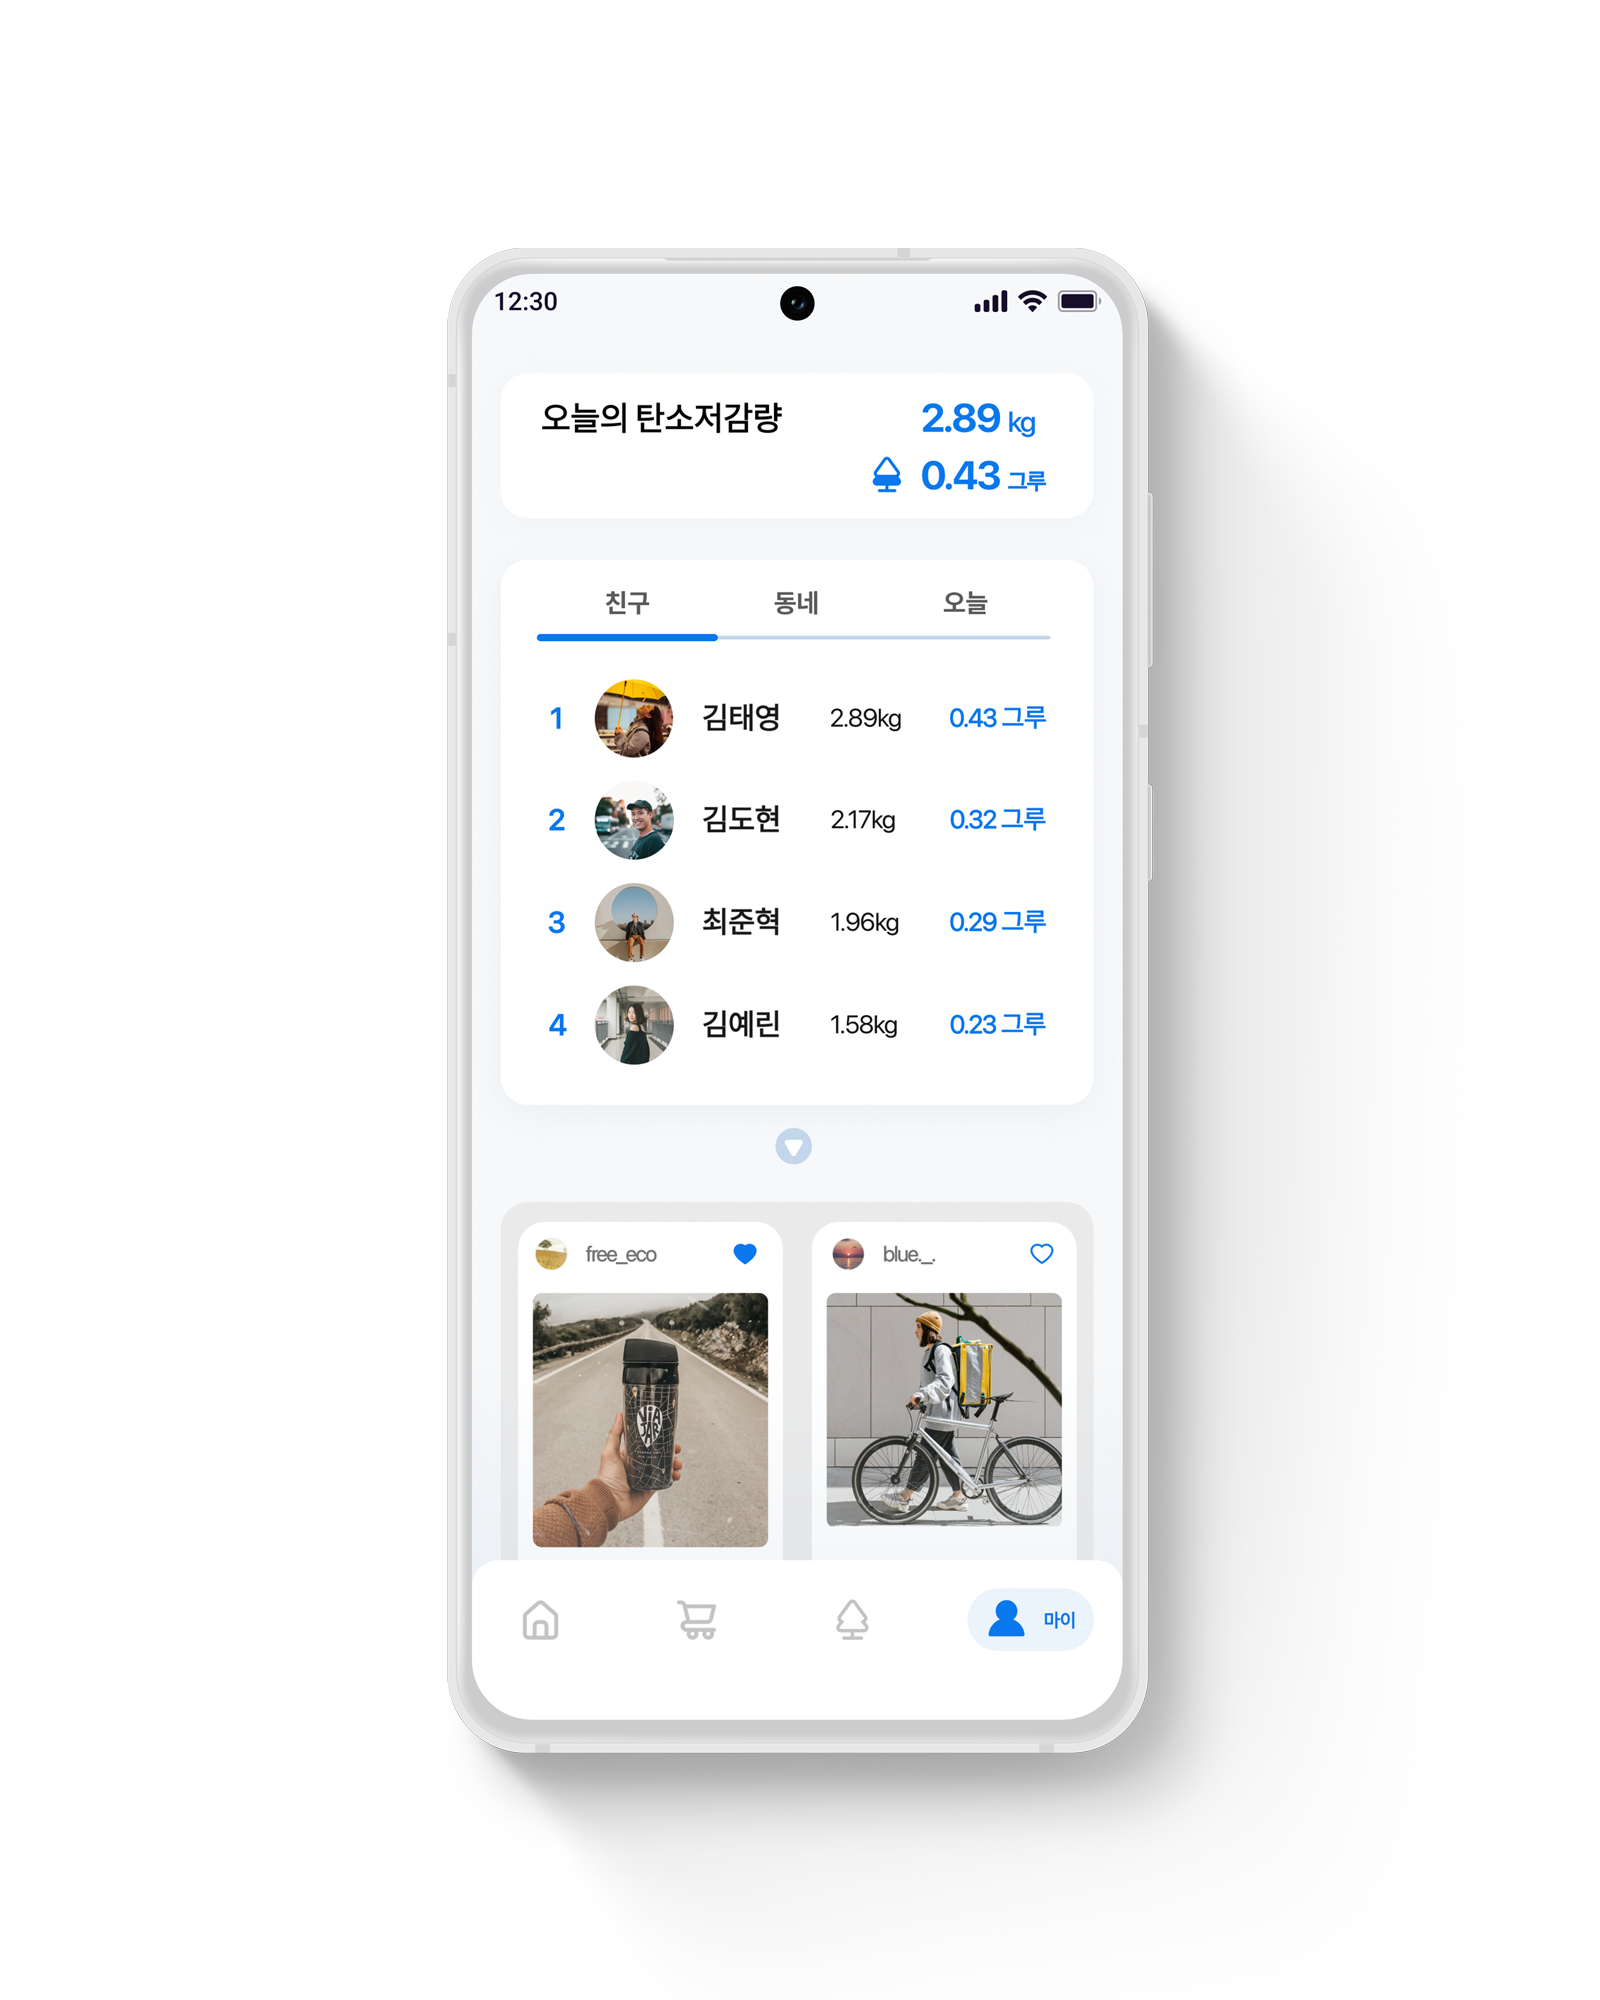 12:30
오늘의 탄소저감량 2.89 kg
0.43 그루
친구 동네 오늘
1 김태영 2.89kg 0.43 그루
2 김도현 2.17kg 0.32 그루
3 최준혁 1.96kg 0.29 그루
4 김예린 1.58kg 0.23 그루
free_eco blue._.
마이